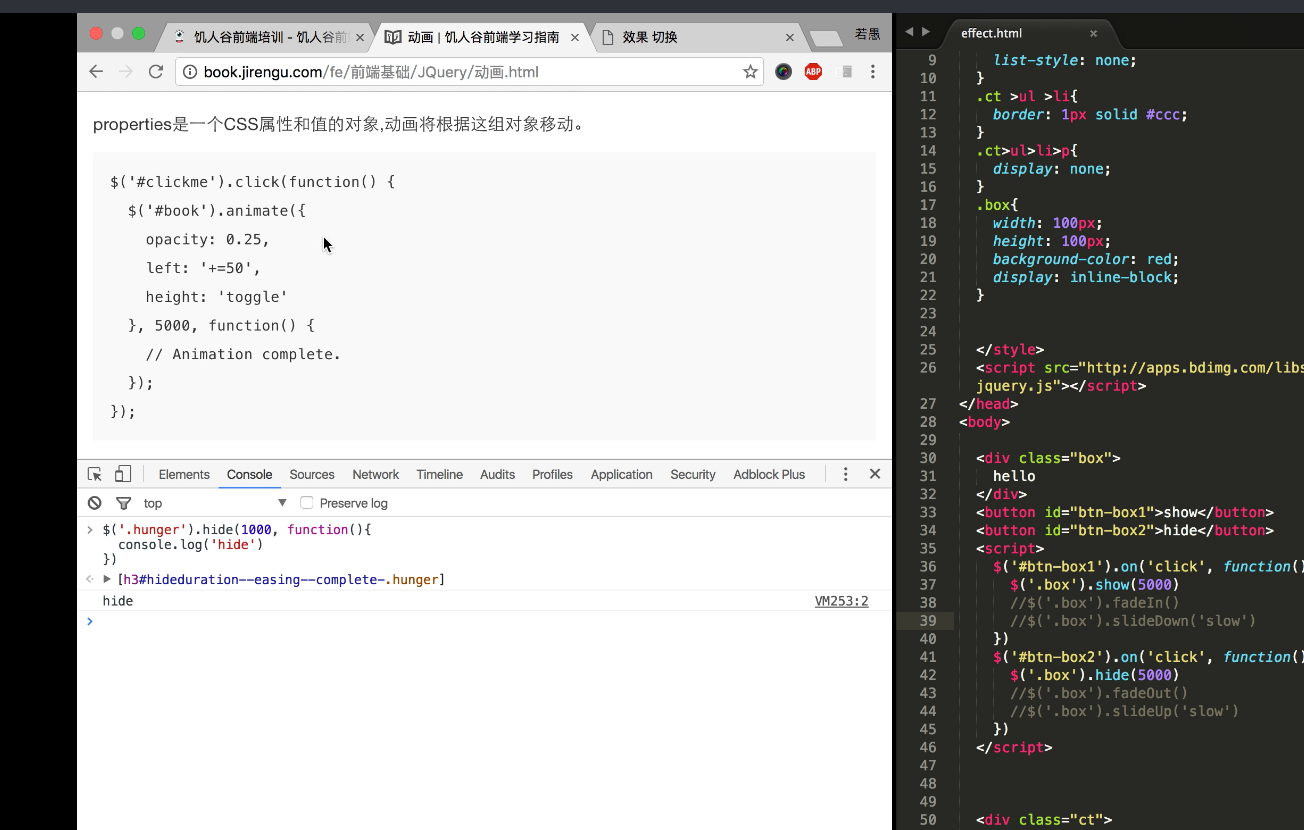 饥人谷前端培训 - 饥人谷前
动画 | 饥人谷前端学习指南
效果 切换
若愚
book.jirengu.com/fe/前端基础/JQuery/动画.html
ABP
properties是一个CSS属性和值的对象,动画将根据这组对象移动。
$('#clickme').click(function() {
$('#book').animate({
opacity: 0.25,
left: '+=50',
height: 'toggle'
}, 5000, function() {
// Animation complete.
});
});
Elements Console Sources Network Timeline Audits Profiles Application Security Adblock Plus
top Preserve log
$('.hunger').hide(1000, function(){
console.log('hide')
})
[h3#hideduration--easing--complete-.hunger]
hide VM253:2
effect.html
9 list-style: none;
10 }
11 .ct >ul >li{
12 border: 1px solid #ccc;
13 }
14 .ct>ul>li>p{
15 display: none;
16 }
17 .box{
18 width: 100px;
19 height: 100px;
20 background-color: red;
21 display: inline-block;
22 }
23
24
25 </style>
26 <script src="http://apps.bdimg.com/libs
jquery.js"></script>
27 </head>
28 <body>
29
30 <div class="box">
31 hello
32 </div>
33 <button id="btn-box1">show</button>
34 <button id="btn-box2">hide</button>
35 <script>
36 $('#btn-box1').on('click', function()
37 $('.box').show(5000)
38 //$('.box').fadeIn()
39 //$('.box').slideDown('slow')
40 })
41 $('#btn-box2').on('click', function()
42 $('.box').hide(5000)
43 //$('.box').fadeOut()
44 //$('.box').slideUp('slow')
45 })
46 </script>
47
48
49
50 <div class="ct">